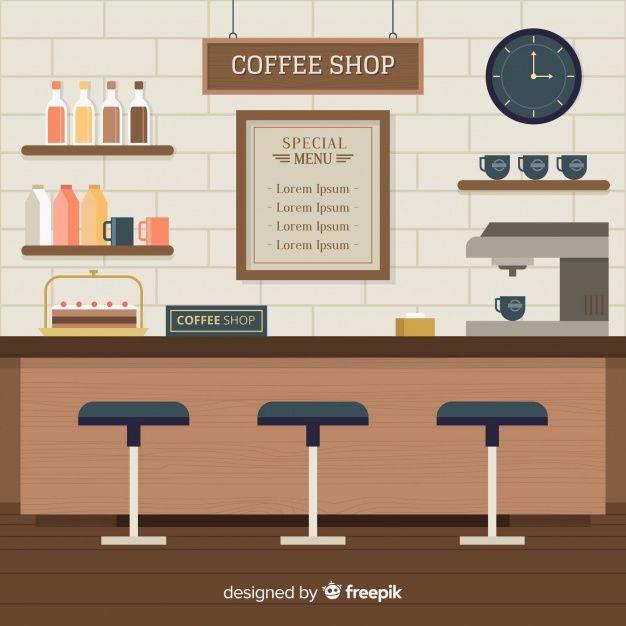 COFFEE SHOP
SPECIAL
MENU
- Lorem Ipsum -
- Lorem Ipsum -
- Lorem Ipsum -
- Lorem Ipsum -
COFFEE SHOP
designed by freepik